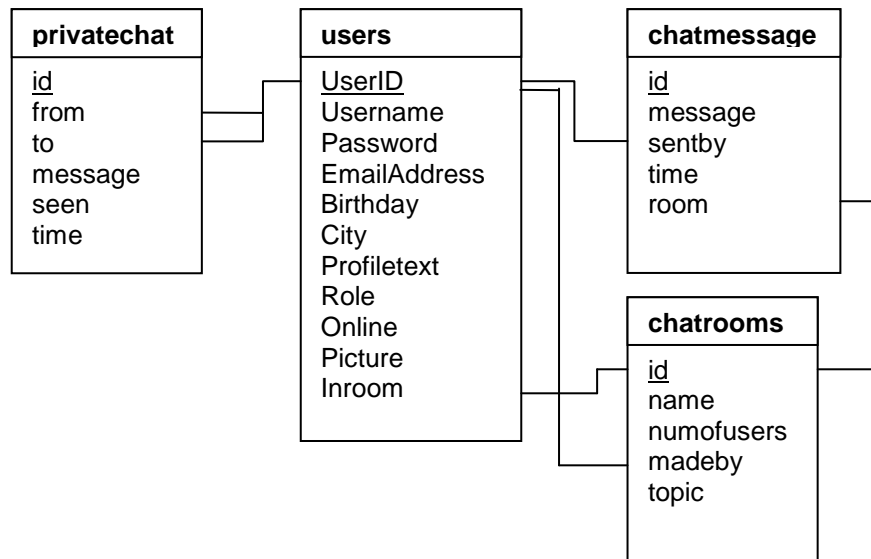 privatechat
id
from
to
message
seen
time
users
UserID
Username
Password
EmailAddress
Birthday
City
Profiletext
Role
Online
Picture
Inroom
chatmessage
id
message
sentby
time
room
chatrooms
id
name
numofusers
madeby
topic